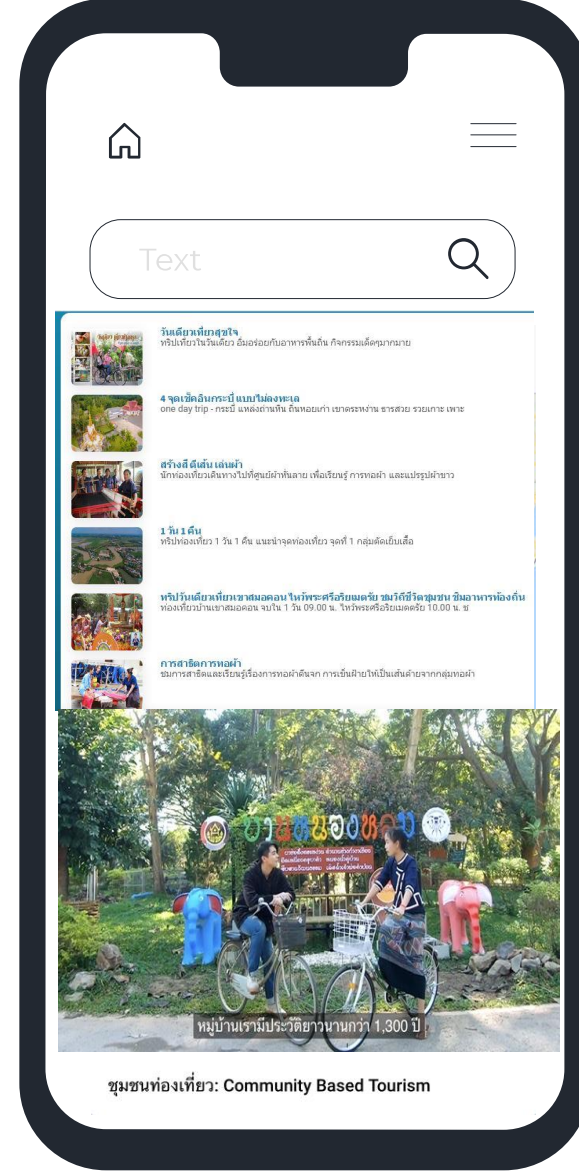 Text
วันเดียวเที่ยวสุขใจ
ทริปเที่ยวในวันเดียว อิ่มอร่อยกับอาหารพื้นถิ่น กิจกรรมเด็ดๆมากมาย
4 จุดเช็คอินกระบี่ แบบไม่ลงทะเล
one day trip - กระบี่ แหล่งถ่านหิน ถิ่นหอยเก่า เขาตระหง่าน ธารสวย รวยเกาะ เพาะ
สร้างสี ตีเส้น เล่นผ้า
นักท่องเที่ยวเดินทางไปที่ศูนย์ผ้าทันลาย เพื่อเรียนรู้ การทอผ้า และแปรรูปผ้าขาว
1 วัน 1 คืน
ทริปท่องเที่ยว 1 วัน 1 คืน แนะนำจุดท่องเที่ยว จุดที่ 1 กลุ่มตัดเย็บเสื้อ
ทริปวันเดียวเที่ยวเขาสมอคอน ไหว้พระศรีอริยเมตรัย ชมวิถีชีวิตชุมชน ชิมอาหารท้องถิ่น
ท่องเที่ยวบ้านเขาสมอคอน จบใน 1 วัน 09.00 น. ไหว้พระศรีอริยเมตตรัย 10.00 น. ช
การสาธิตการทอผ้า
ชมการสาธิตและเรียนรู้เรื่องการทอผ้าตีนจก การเข็นฝ้ายให้เป็นเส้นด้ายจากกลุ่มทอผ้า
หมู่บ้านเรามีประวัติยาวนานกว่า 1,300 ปี
ชุมชนท่องเที่ยว: Community Based Tourism